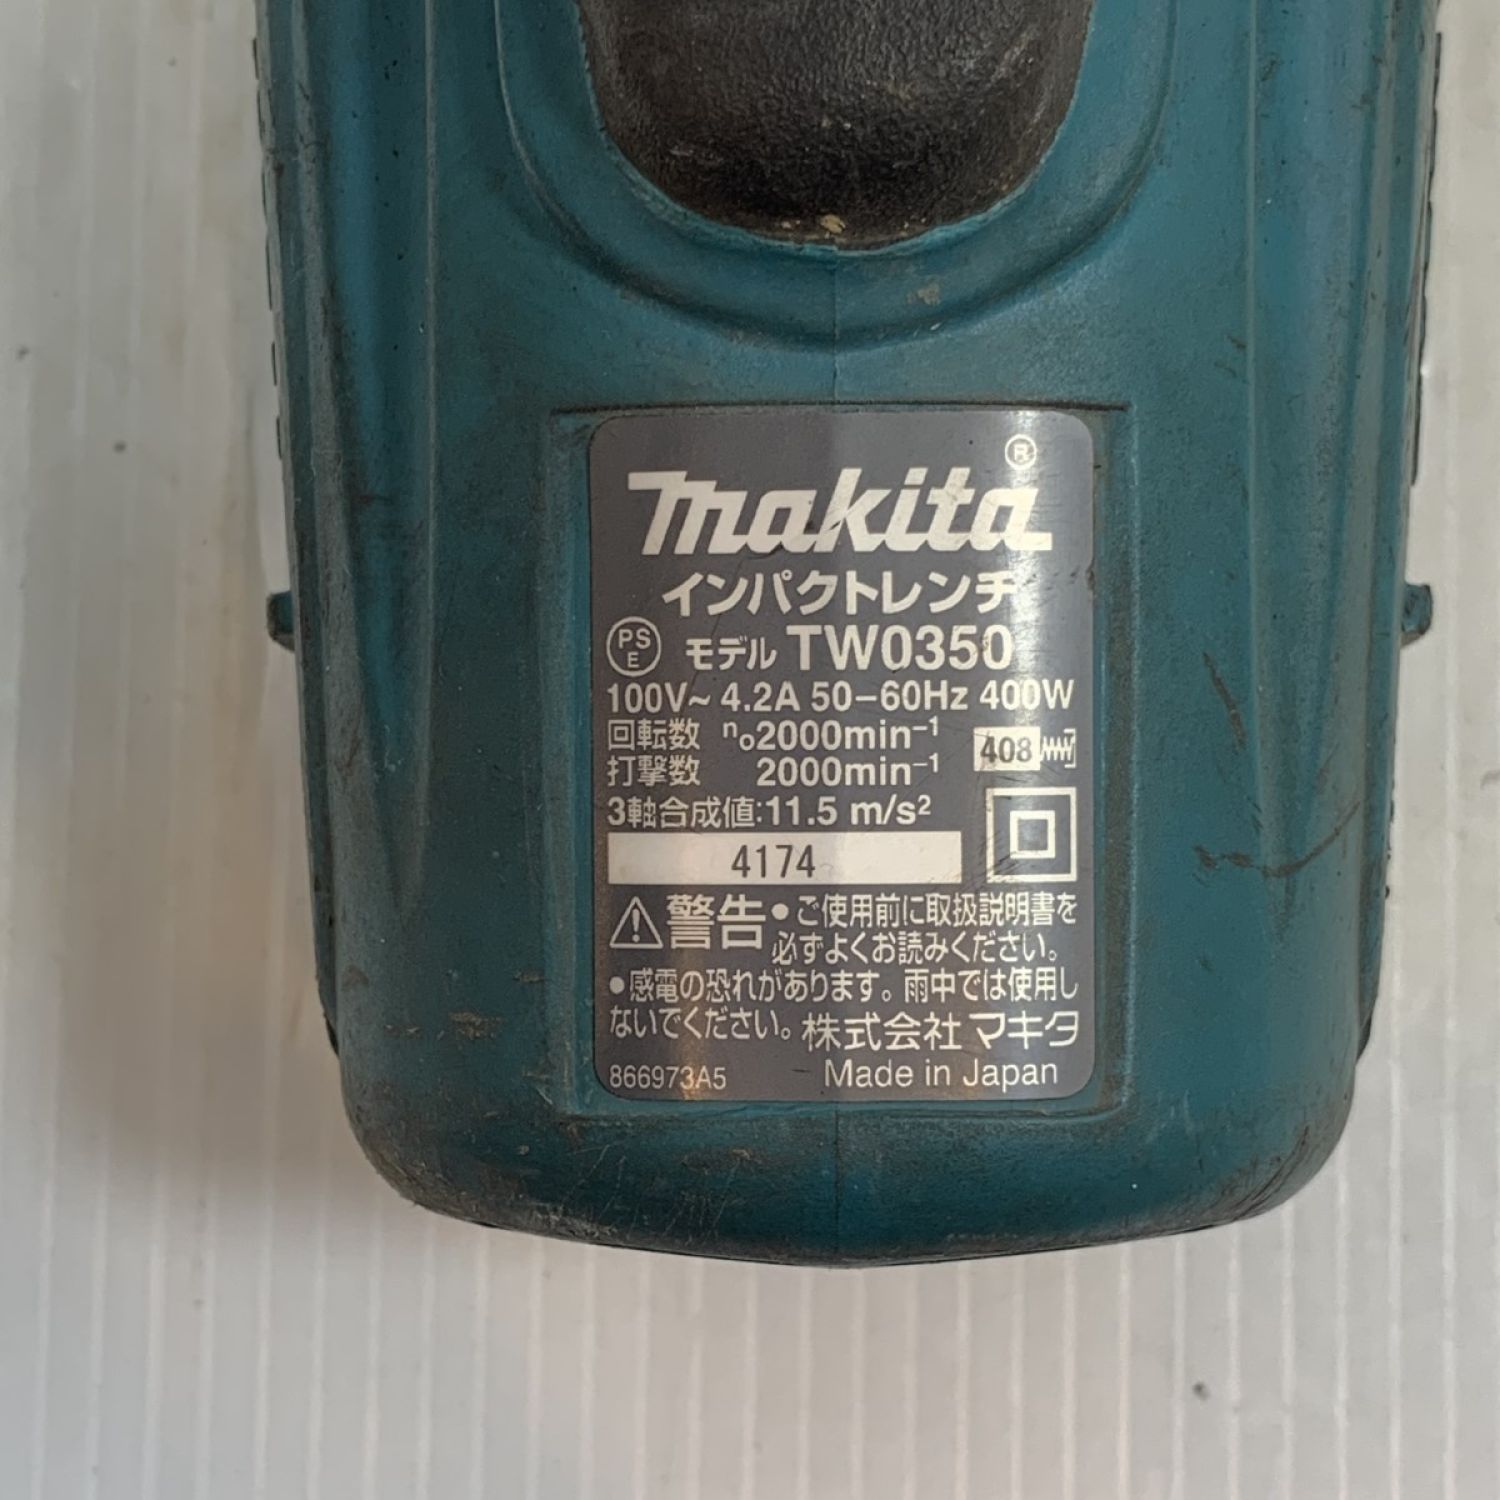 makita ®
インパクトレンチ
PS
E
モデル TW0350
100V~ 4.2A 50-60Hz 400W
回転数 n₀2000min⁻¹
打撃数 2000min⁻¹
408
3軸合成値:11.5 m/s²
4174
警告 •ご使用前に取扱説明書を
必ずよくお読みください。
•感電の恐れがあります。雨中では使用し
ないでください。株式会社マキタ
866973A5 Made in Japan